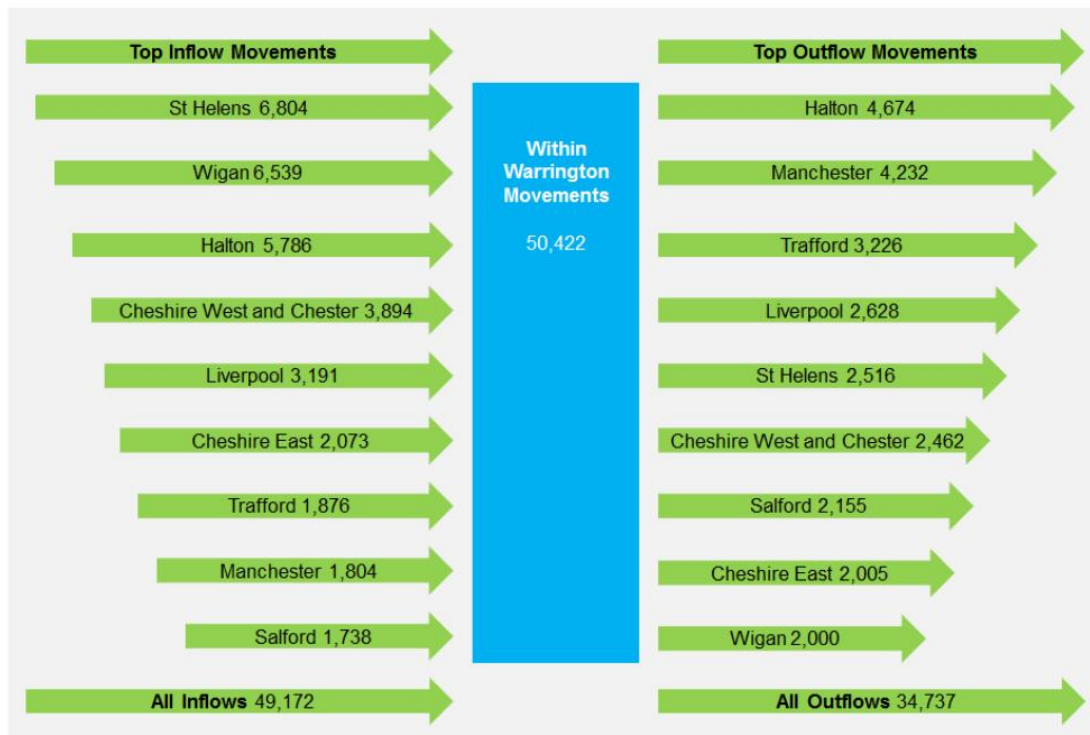 Top Inflow Movements
St Helens 6,804
Wigan 6,539
Halton 5,786
Cheshire West and Chester 3,894
Liverpool 3,191
Cheshire East 2,073
Trafford 1,876
Manchester 1,804
Salford 1,738
All Inflows 49,172
Within
Warrington
Movements
50,422
Top Outflow Movements
Halton 4,674
Manchester 4,232
Trafford 3,226
Liverpool 2,628
St Helens 2,516
Cheshire West and Chester 2,462
Salford 2,155
Cheshire East 2,005
Wigan 2,000
All Outflows 34,737